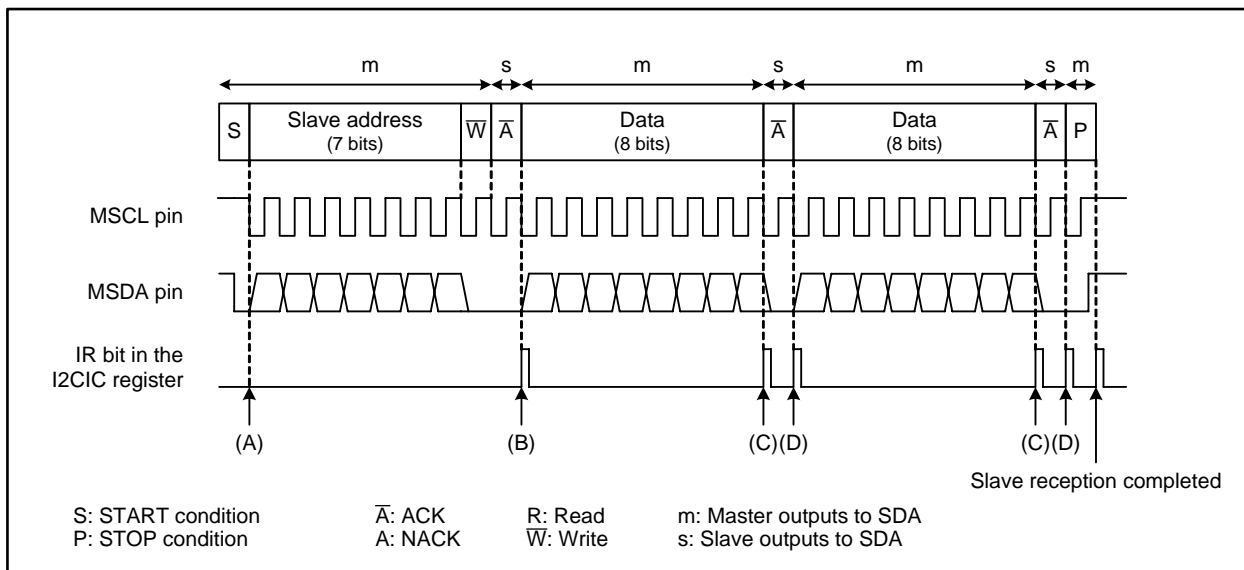 m s m s m s m
S Slave address (7 bits) W̅ A̅ Data (8 bits) A̅ Data (8 bits) A̅ P
MSCL pin
MSDA pin
IR bit in the
I2CIC register
(A) (B) (C) (D) (C) (D)
Slave reception completed
S: START condition A̅: ACK R: Read m: Master outputs to SDA
P: STOP condition A: NACK W̅: Write s: Slave outputs to SDA